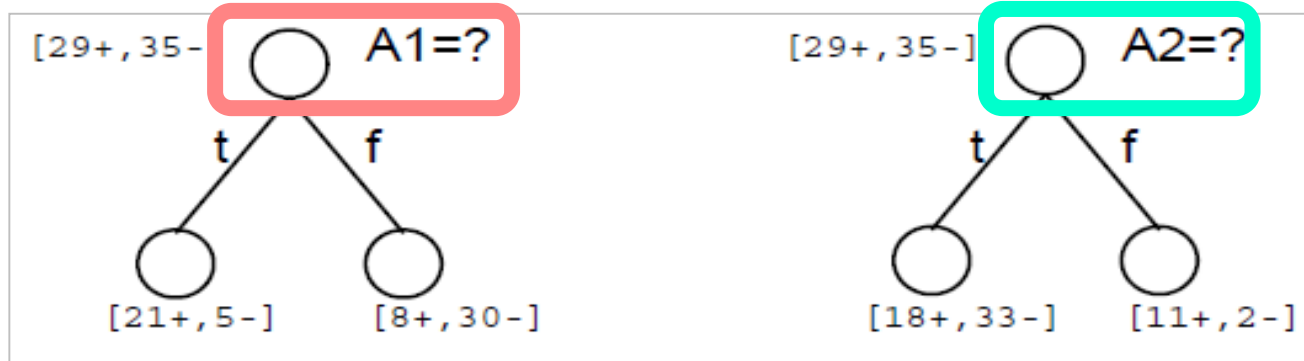 [29+,35- A1=? [29+,35-] A2=?
t f t f
[21+,5-] [8+,30-] [18+,33-] [11+,2-]